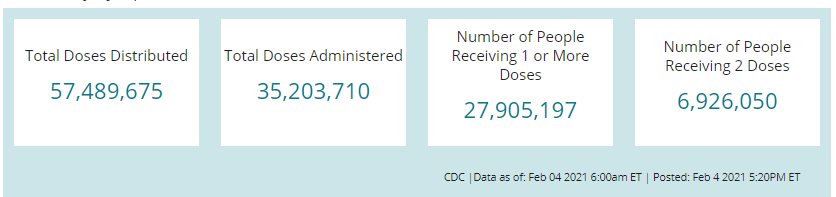 Total Doses Distributed
57,489,675
Total Doses Administered
35,203,710
Number of People
Receiving 1 or More
Doses
27,905,197
Number of People
Receiving 2 Doses
6,926,050
CDC |Data as of: Feb 04 2021 6:00am ET | Posted: Feb 4 2021 5:20PM ET